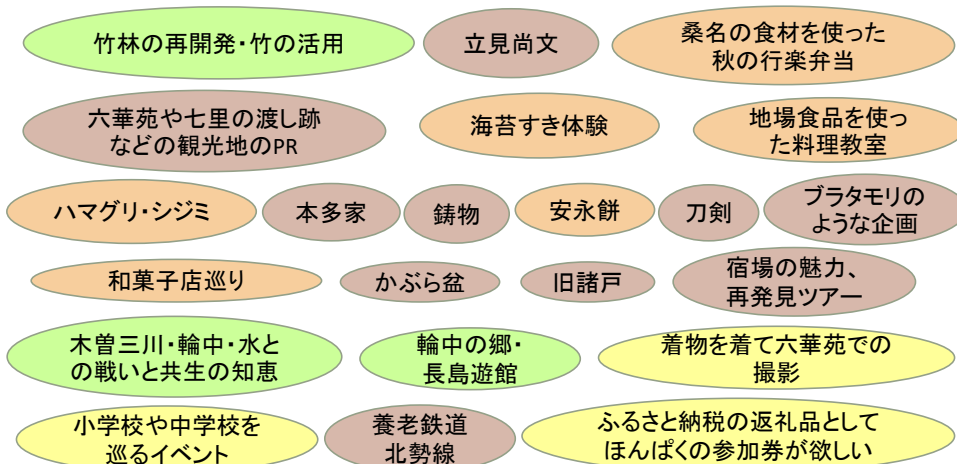 竹林の再開発・竹の活用
立見尚文
桑名の食材を使った
秋の行楽弁当
六華苑や七里の渡し跡
などの観光地のPR
海苔すき体験
地場食品を使っ
た料理教室
ハマグリ・シジミ
本多家
鋳物
安永餅
刀剣
ブラタモリの
ような企画
和菓子店巡り
かぶら盆
旧諸戸
宿場の魅力、
再発見ツアー
木曽三川・輪中・水と
の戦いと共生の知恵
輪中の郷・
長島遊館
着物を着て六華苑での
撮影
小学校や中学校を
巡るイベント
養老鉄道
北勢線
ふるさと納税の返礼品として
ほんぱくの参加券が欲しい